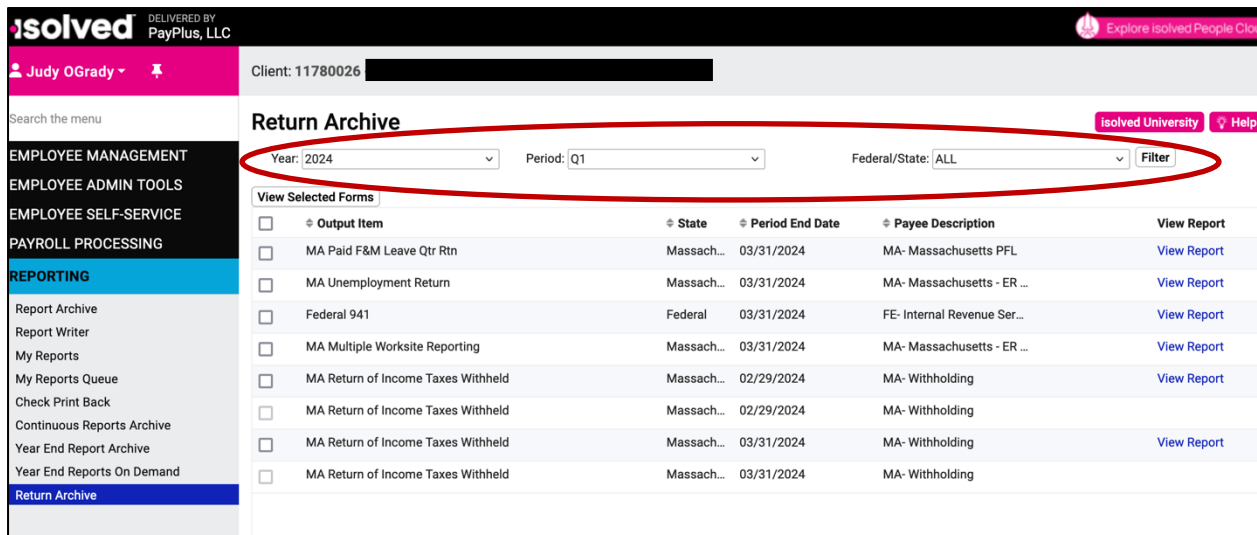 isolved DELIVERED BY PayPlus, LLC
Explore isolved People Clou
Judy OGrady
Client: 11780026
Search the menu
Return Archive
isolved University Help
EMPLOYEE MANAGEMENT
EMPLOYEE ADMIN TOOLS
EMPLOYEE SELF-SERVICE
PAYROLL PROCESSING
REPORTING
Report Archive
Report Writer
My Reports
My Reports Queue
Check Print Back
Continuous Reports Archive
Year End Report Archive
Year End Reports On Demand
Return Archive
Year: 2024 Period: Q1 Federal/State: ALL Filter
View Selected Forms
Output Item State Period End Date Payee Description View Report
MA Paid F&M Leave Qtr Rtn Massach... 03/31/2024 MA- Massachusetts PFL View Report
MA Unemployment Return Massach... 03/31/2024 MA- Massachusetts - ER ... View Report
Federal 941 Federal 03/31/2024 FE- Internal Revenue Ser... View Report
MA Multiple Worksite Reporting Massach... 03/31/2024 MA- Massachusetts - ER ... View Report
MA Return of Income Taxes Withheld Massach... 02/29/2024 MA- Withholding View Report
MA Return of Income Taxes Withheld Massach... 02/29/2024 MA- Withholding
MA Return of Income Taxes Withheld Massach... 03/31/2024 MA- Withholding View Report
MA Return of Income Taxes Withheld Massach... 03/31/2024 MA- Withholding